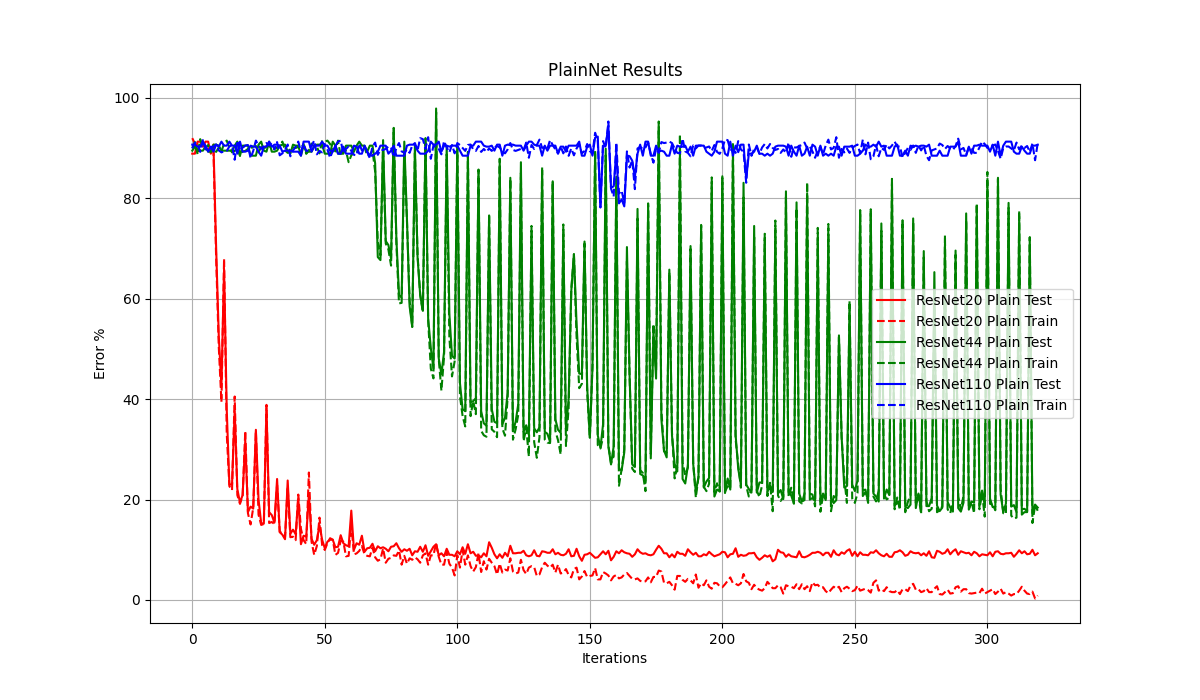 PlainNet Results
Error %
100
80
60
40
20
0
0 50 100 150 200 250 300
Iterations
ResNet20 Plain Test
ResNet20 Plain Train
ResNet44 Plain Test
ResNet44 Plain Train
ResNet110 Plain Test
ResNet110 Plain Train